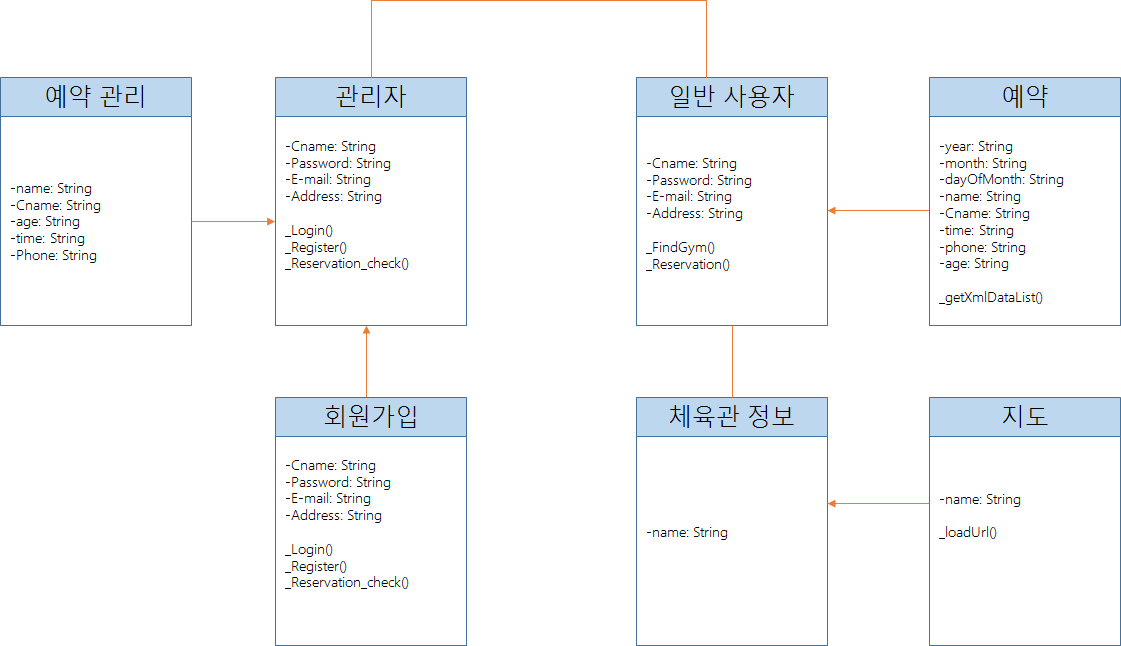 예약 관리
-name: String
-Cname: String
-age: String
-time: String
-Phone: String
관리자
-Cname: String
-Password: String
-E-mail: String
-Address: String
_Login()
_Register()
_Reservation_check()
일반 사용자
-Cname: String
-Password: String
-E-mail: String
-Address: String
_FindGym()
_Reservation()
예약
-year: String
-month: String
-dayOfMonth: String
-name: String
-Cname: String
-time: String
-phone: String
-age: String
_getXmlDataList()
회원가입
-Cname: String
-Password: String
-E-mail: String
-Address: String
_Login()
_Register()
_Reservation_check()
체육관 정보
-name: String
지도
-name: String
_loadUrl()